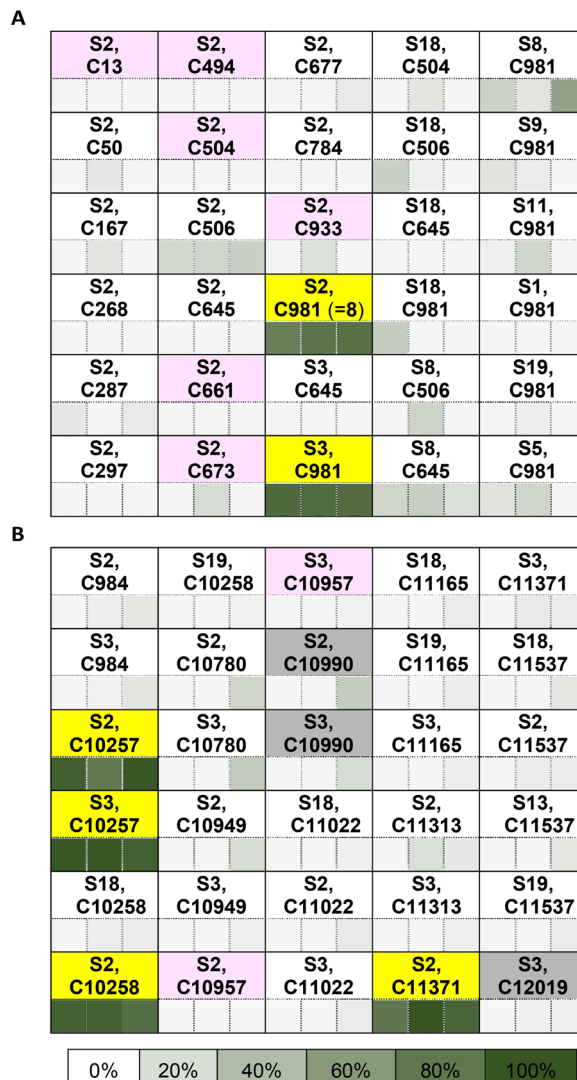 A
S2, S2, S2, S18, S8,
C13 C494 C677 C504 C981
S2, S2, S2, S18, S9,
C50 C504 C784 C506 C981
S2, S2, S2, S18, S11,
C167 C506 C933 C645 C981
S2, S2, S2, S18, S1,
C268 C645 C981 (=8) C981 C981
S2, S2, S3, S8, S19,
C287 C661 C645 C506 C981
S2, S2, S3, S8, S5,
C297 C673 C981 C645 C981
B
S2, S19, S3, S18, S3,
C984 C10258 C10957 C11165 C11371
S3, S2, S2, S19, S18,
C984 C10780 C10990 C11165 C11537
S2, S3, S3, S3, S2,
C10257 C10780 C10990 C11165 C11537
S3, S2, S18, S2, S13,
C10257 C10949 C11022 C11313 C11537
S18, S3, S2, S3, S19,
C10258 C10949 C11022 C11313 C11537
S2, S2, S3, S2, S3,
C10258 C10957 C11022 C11371 C12019
0% 20% 40% 60% 80% 100%